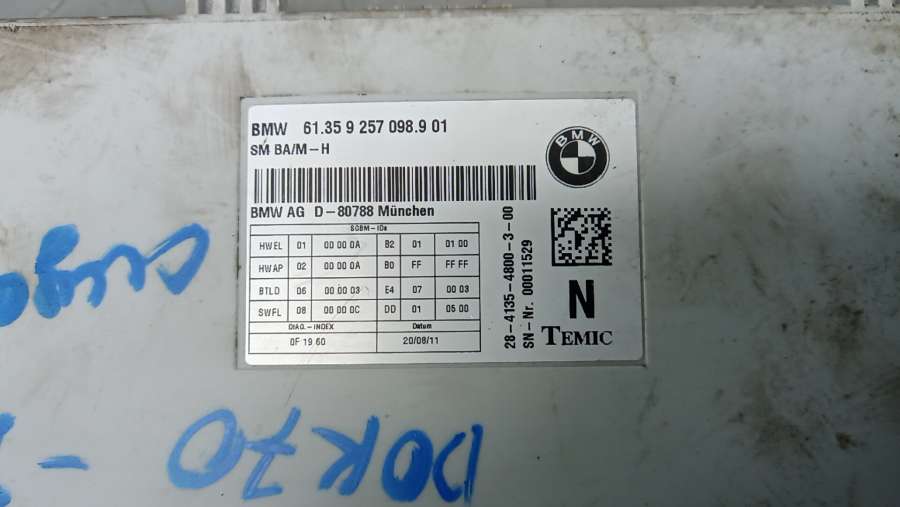 BMW 61.35 9 257 098.9 01
SM BA/M-H
BMW
BMW AG D-80788 München
SGBM-IDs
HWEL 01 00 00 0A B2 01 01 00
HWAP 02 00 00 0A B0 FF FF FF
BTLD 06 00 00 03 E4 07 00 03
SWFL 08 00 00 0C DD 01 05 00
DIAG.-INDEX Datum
0F 19 60 20/08/11
28-4135-4800-3-00
SN-Nr. 00011529
N
TEMIC
DOK70 -